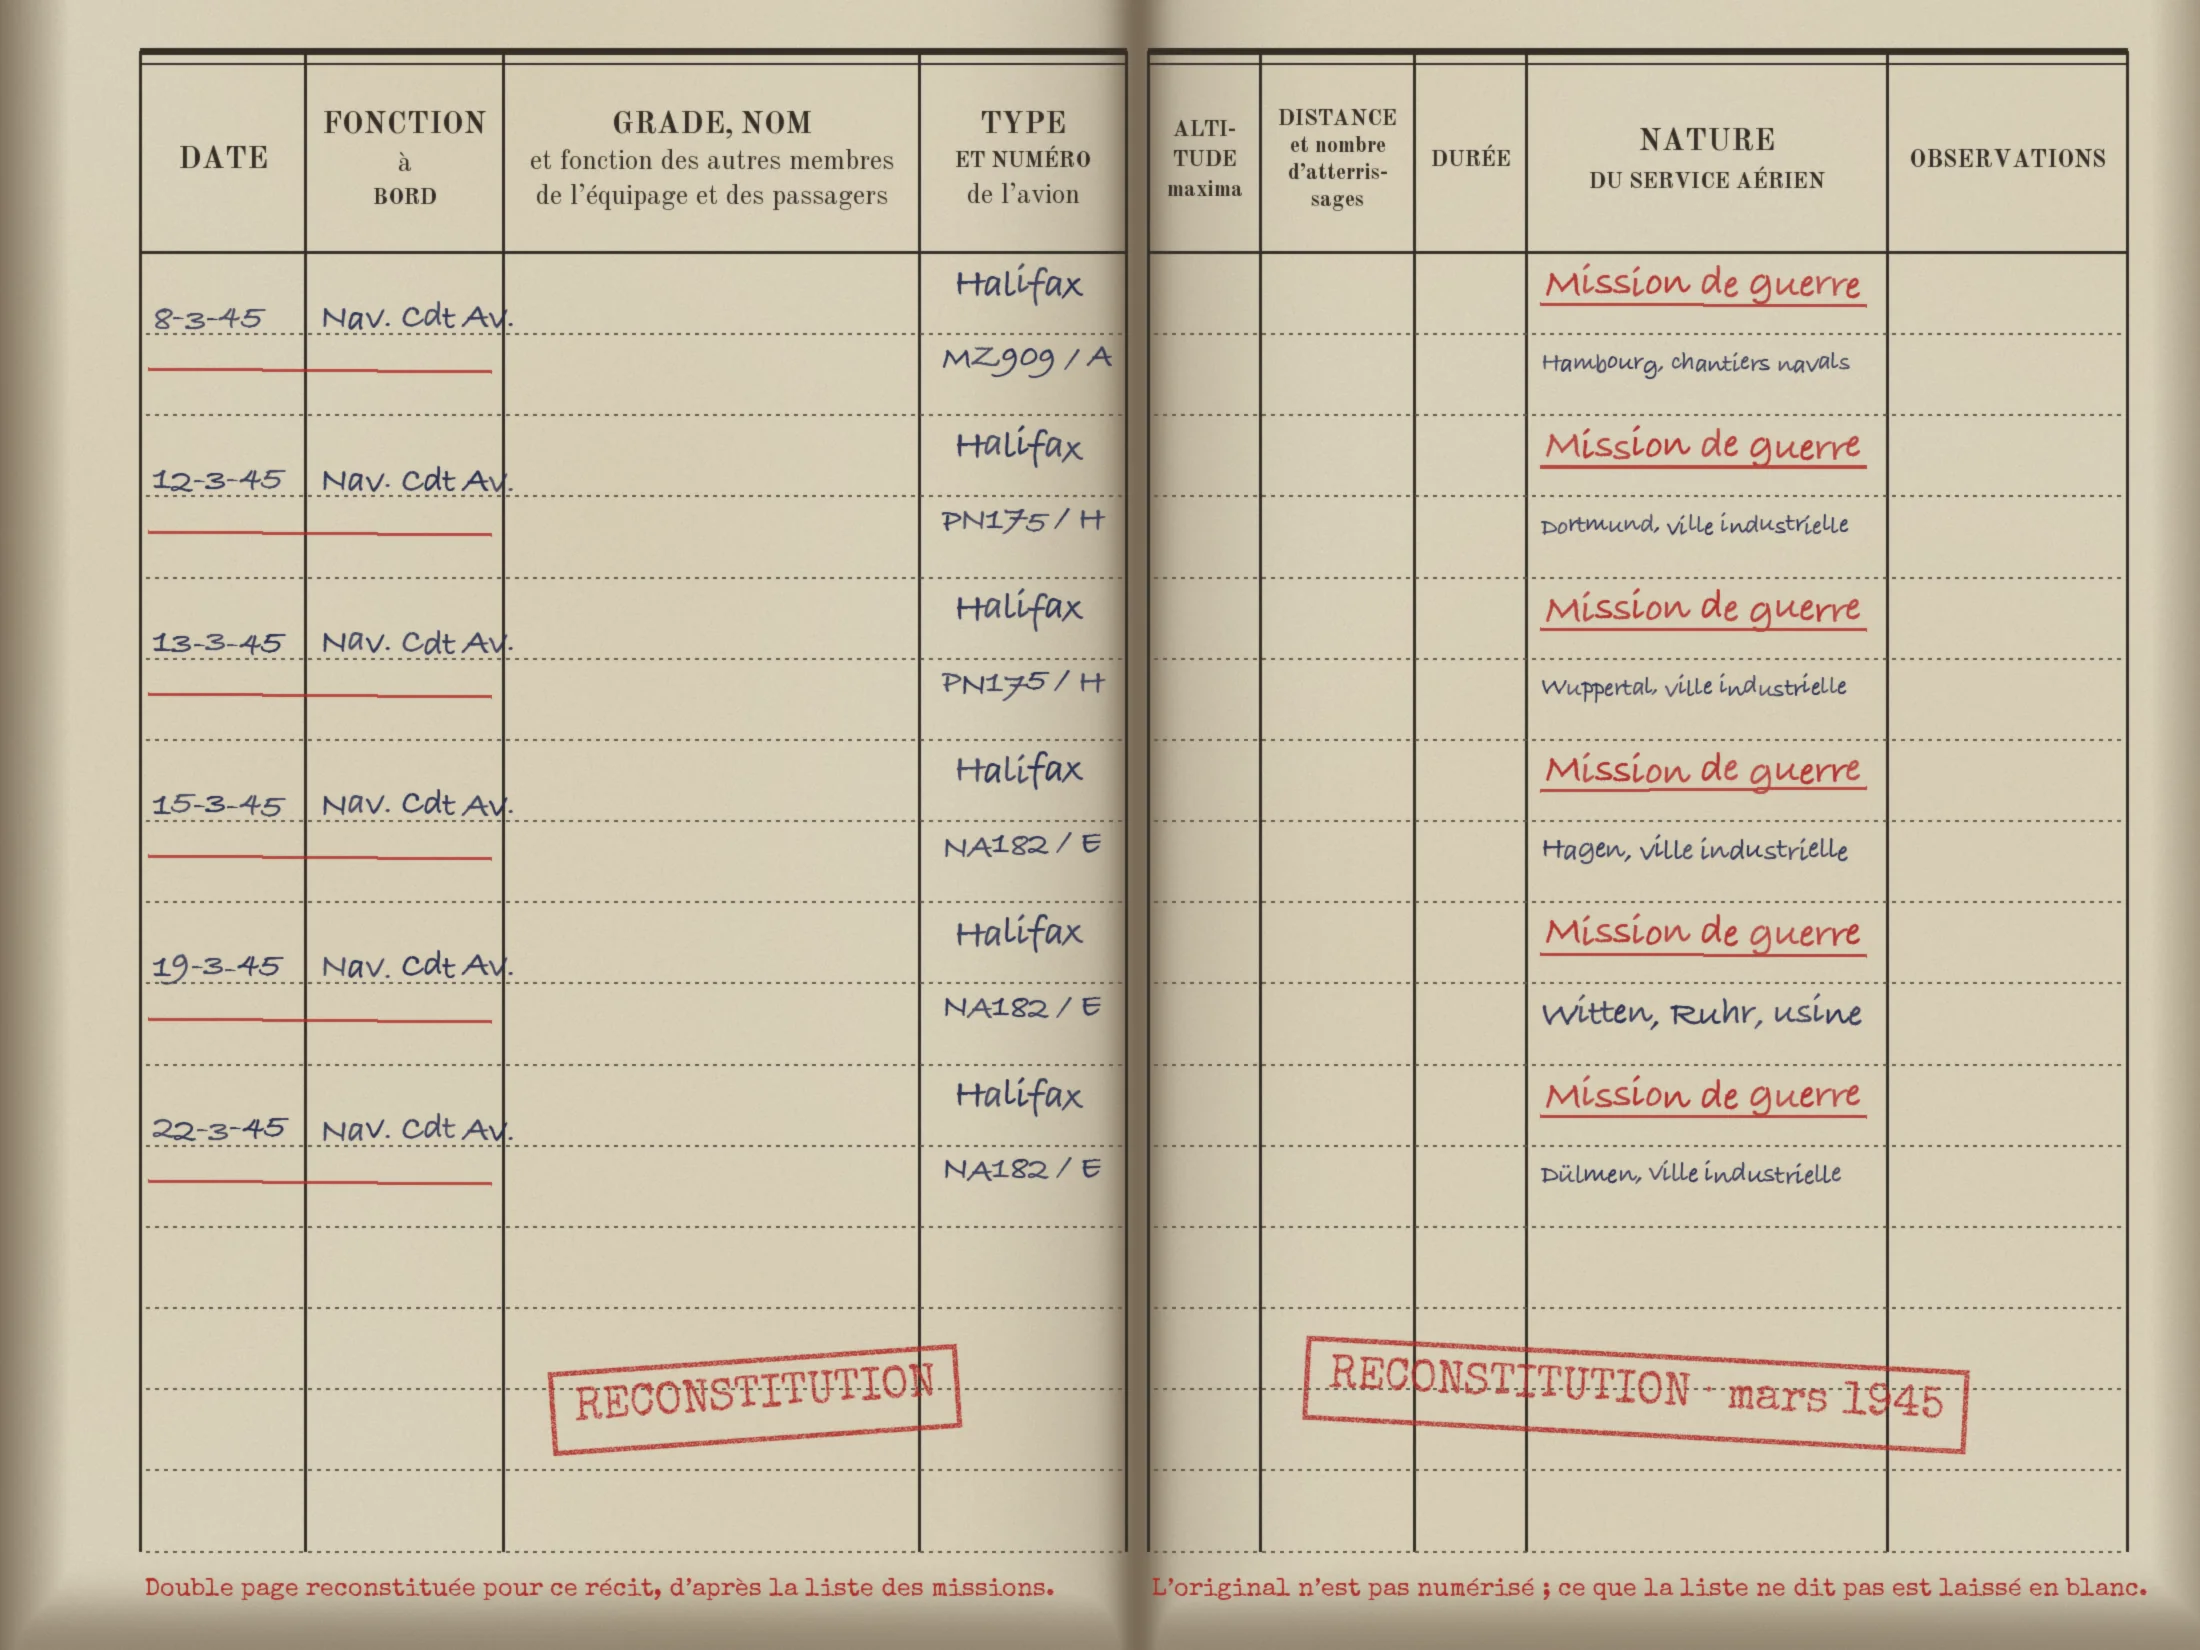 DATE
FONCTION
à
BORD
GRADE, NOM
et fonction des autres membres
de l'équipage et des passagers
TYPE
ET NUMÉRO
de l'avion
ALTI-
TUDE
maxima
DISTANCE
et nombre
d'atterris-
sages
DURÉE
NATURE
DU SERVICE AÉRIEN
OBSERVATIONS
8-3-45
Nav. Cdt Av.
Halifax
MZ909 / A
Mission de guerre
Hambourg, chantiers navals
12-3-45
Nav. Cdt Av.
Halifax
PN175 / H
Mission de guerre
Dortmund, ville industrielle
13-3-45
Nav. Cdt Av.
Halifax
PN175 / H
Mission de guerre
Wuppertal, ville industrielle
15-3-45
Nav. Cdt Av.
Halifax
NA182 / E
Mission de guerre
Hagen, ville industrielle
19-3-45
Nav. Cdt Av.
Halifax
NA182 / E
Mission de guerre
Witten, Ruhr, usine
22-3-45
Nav. Cdt Av.
Halifax
NA182 / E
Mission de guerre
Dülmen, ville industrielle
RECONSTITUTION
RECONSTITUTION · mars 1945
Double page reconstituée pour ce récit, d'après la liste des missions.
L'original n'est pas numérisé ; ce que la liste ne dit pas est laissé en blanc.